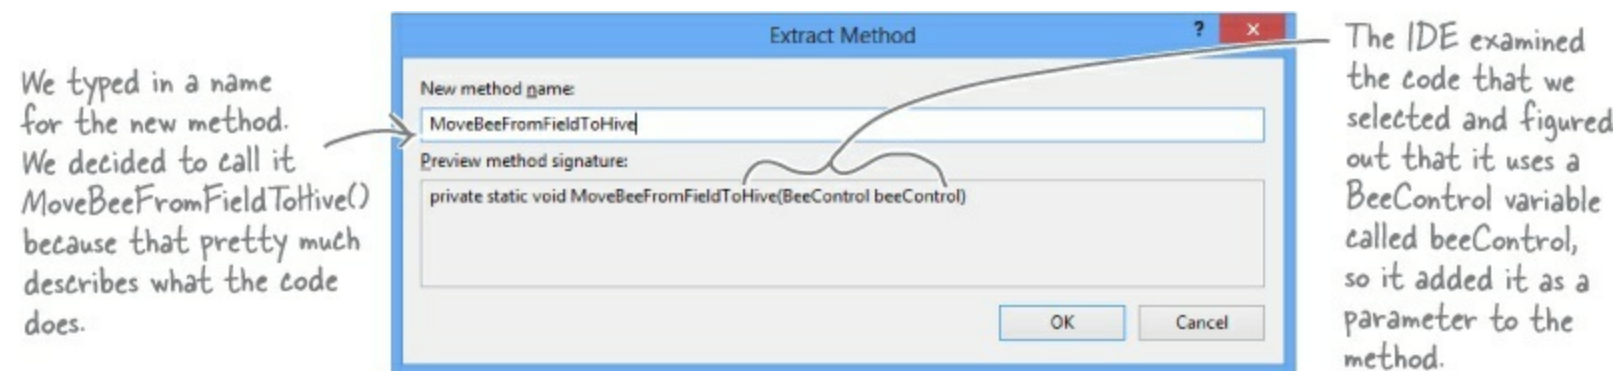 We typed in a name
for the new method.
We decided to call it
MoveBeeFromFieldToHive()
because that pretty much
describes what the code
does.
Extract Method
? x
New method name:
MoveBeeFromFieldToHive
Preview method signature:
private static void MoveBeeFromFieldToHive(BeeControl beeControl)
OK Cancel
The IDE examined
the code that we
selected and figured
out that it uses a
BeeControl variable
called beeControl,
so it added it as a
parameter to the
method.